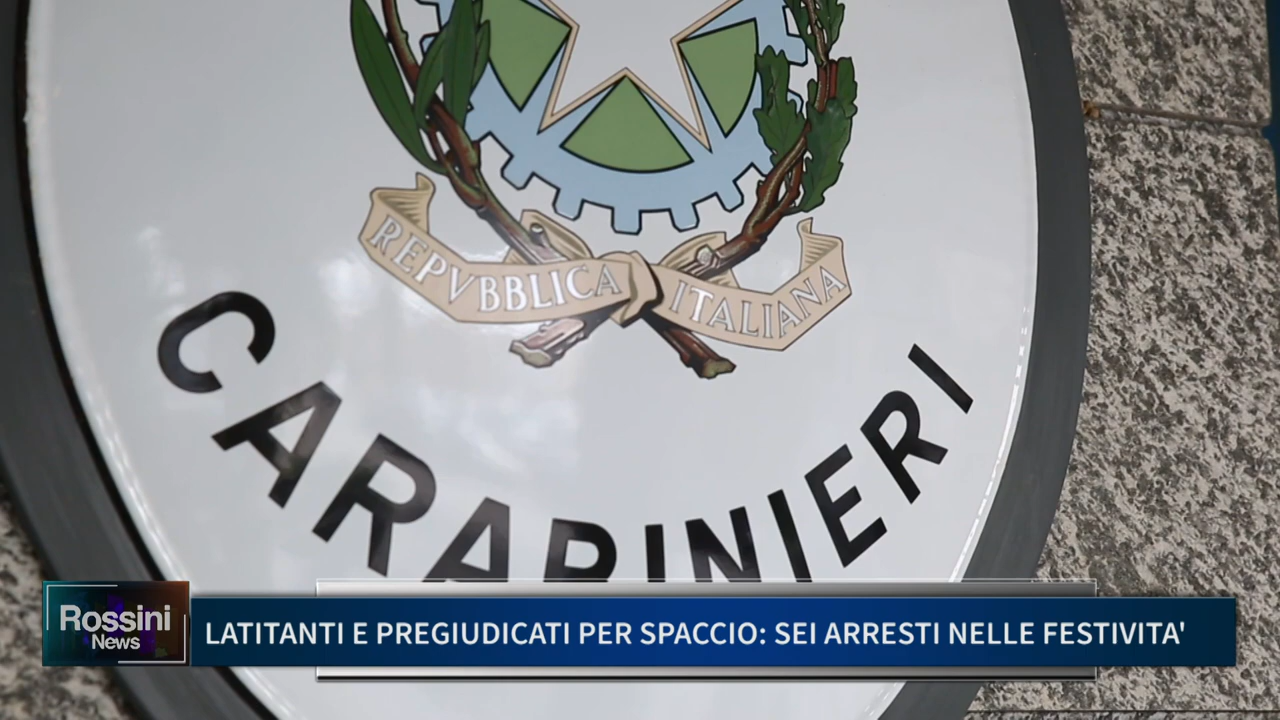 REPVBBLICA ITALIANA
CARABINIERI
Rossini
News
LATITANTI E PREGIUDICATI PER SPACCIO: SEI ARRESTI NELLE FESTIVITA'